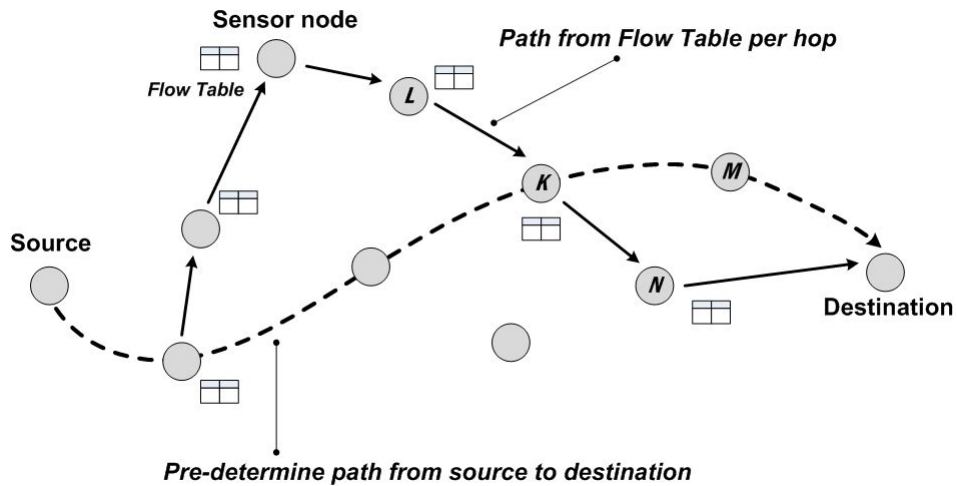 Sensor node
Path from Flow Table per hop
Flow Table
L
K
M
Source
N
Destination
Pre-determine path from source to destination